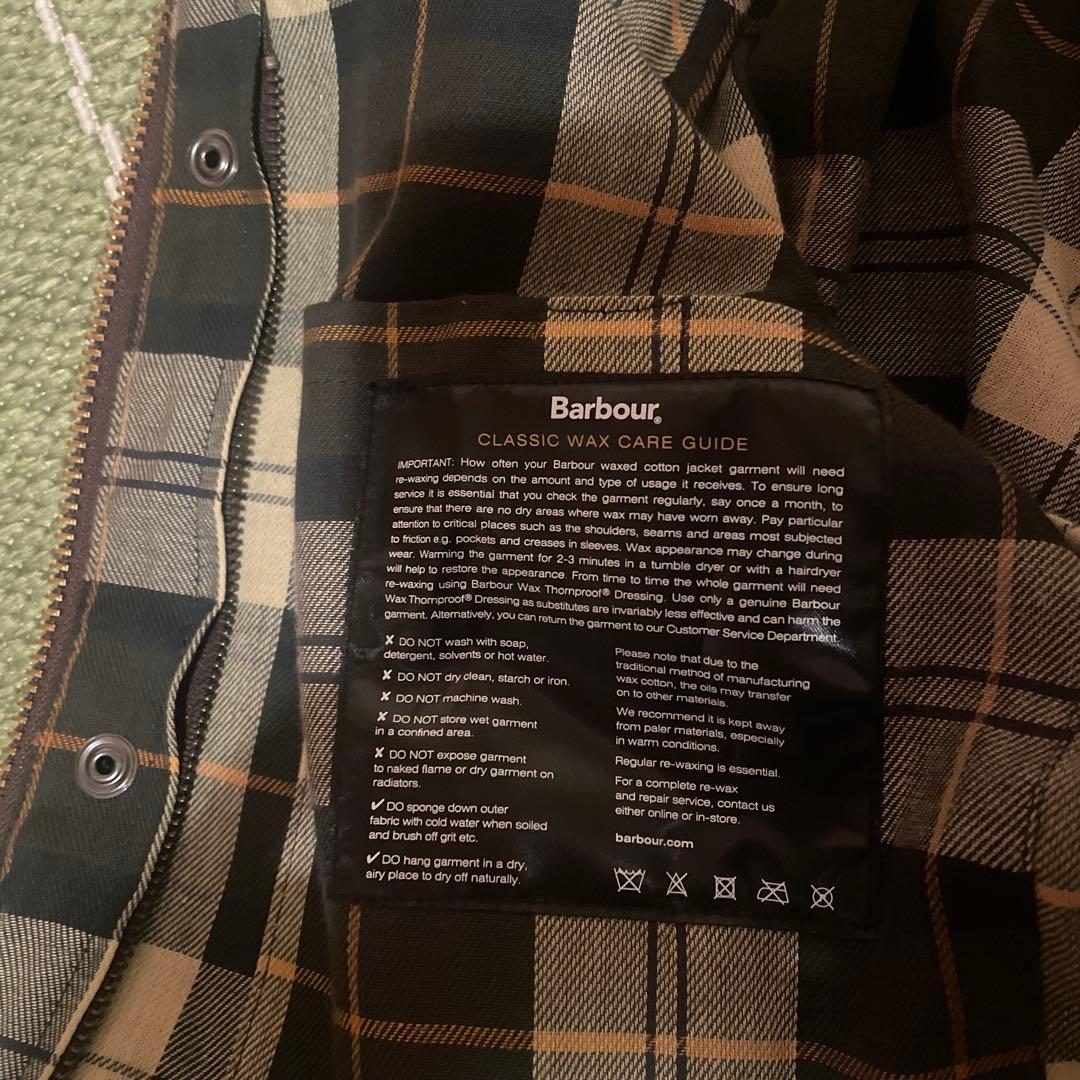 Barbour®
CLASSIC WAX CARE GUIDE
IMPORTANT: How often your Barbour waxed cotton jacket garment will need
re-waxing depends on the amount and type of usage it receives. To ensure long
service it is essential that you check the garment regularly, say once a month, to
ensure that there are no dry areas where wax may have worn away. Pay particular
attention to critical places such as the shoulders, seams and areas most subjected
to friction e.g. pockets and creases in sleeves. Wax appearance may change during
wear. Warming the garment for 2-3 minutes in a tumble dryer or with a hairdryer
will help to restore the appearance. From time to time the whole garment will need
re-waxing using Barbour Wax Thornproof® Dressing. Use only a genuine Barbour
Wax Thornproof® Dressing as substitutes are invariably less effective and can harm the
garment. Alternatively, you can return the garment to our Customer Service Department.
✘ DO NOT wash with soap,
detergent, solvents or hot water.
✘ DO NOT dry clean, starch or iron.
✘ DO NOT machine wash.
✘ DO NOT store wet garment
in a confined area.
✘ DO NOT expose garment
to naked flame or dry garment on
radiators.
✔ DO sponge down outer
fabric with cold water when soiled
and brush off grit etc.
✔ DO hang garment in a dry,
airy place to dry off naturally.
Please note that due to the
traditional method of manufacturing
wax cotton, the oils may transfer
on to other materials.
We recommend it is kept away
from paler materials, especially
in warm conditions.
Regular re-waxing is essential.
For a complete re-wax
and repair service, contact us
either online or in-store.
barbour.com